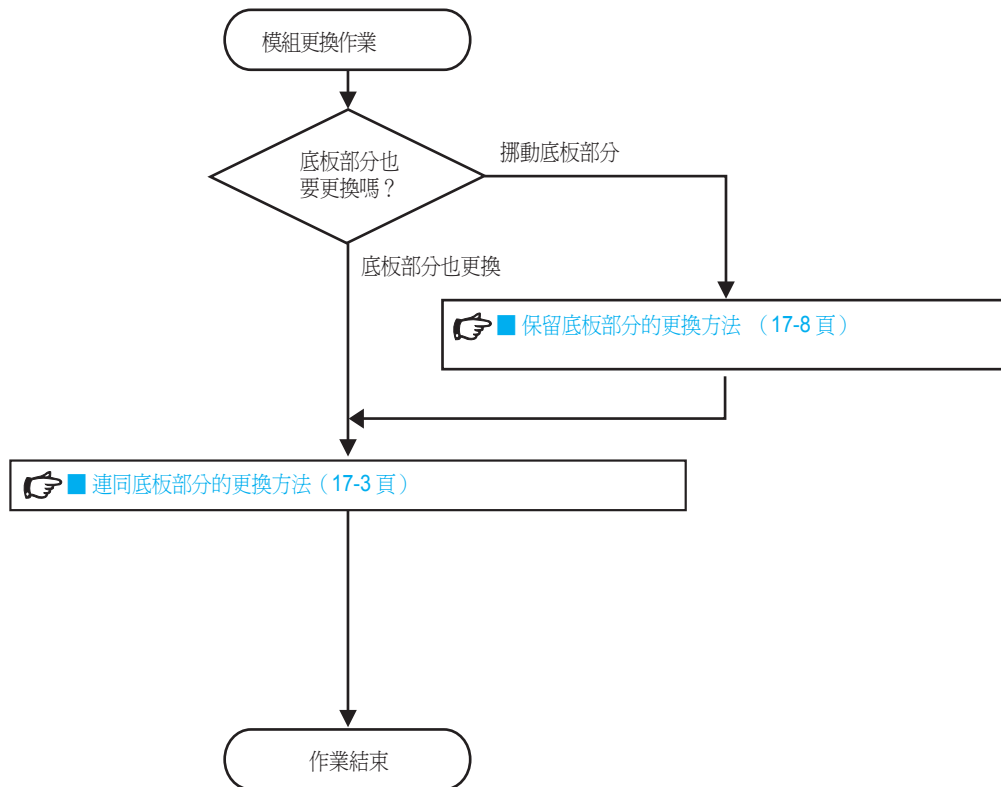 模組更換作業
底板部分也
要更換嗎？
挪動底板部分
底板部分也更換
■ 保留底板部分的更換方法 （17-8 頁）
■ 連同底板部分的更換方法（17-3 頁）
作業結束